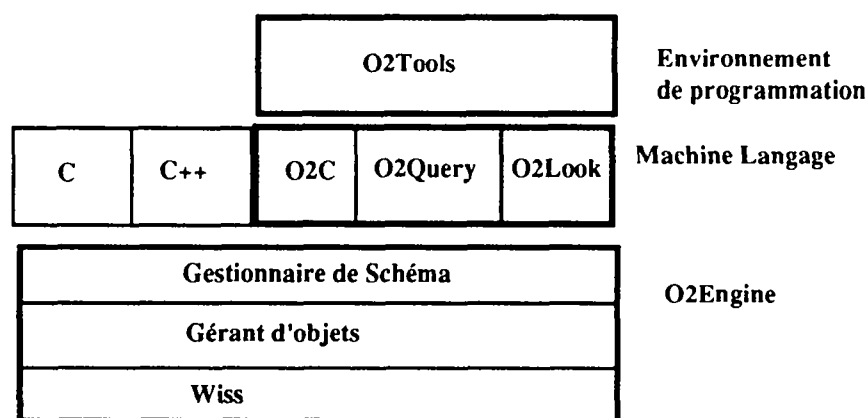 O2Tools
Environnement
de programmation
C
C++
O2C
O2Query
O2Look
Machine Langage
Gestionnaire de Schéma
O2Engine
Gérant d'objets
Wiss